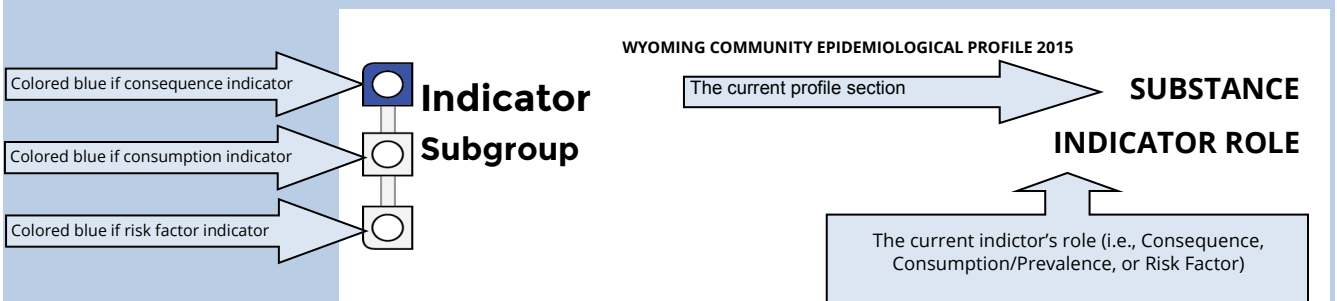 WYOMING COMMUNITY EPIDEMIOLOGICAL PROFILE 2015
Colored blue if consequence indicator
Indicator
The current profile section
SUBSTANCE
Colored blue if consumption indicator
Subgroup
INDICATOR ROLE
Colored blue if risk factor indicator
The current indictor’s role (i.e., Consequence,
Consumption/Prevalence, or Risk Factor)